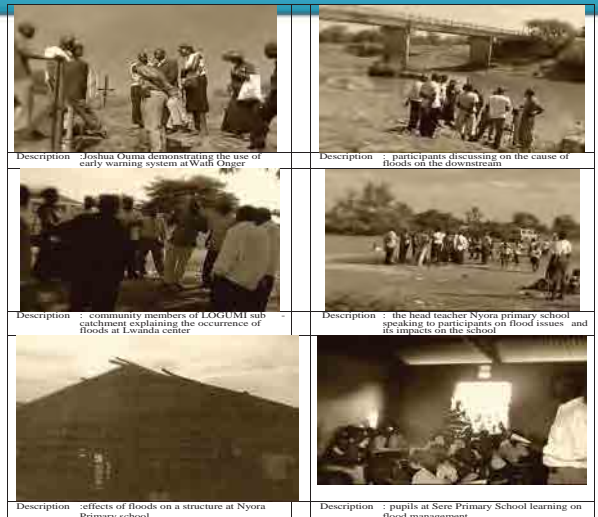 Description :Joshua Ouma demonstrating the use of
early warning system at Wath Onger
Description : participants discussing on the cause of
floods on the downstream
Description : community members of LOGUMI sub -
catchment explaining the occurrence of
floods at Lwanda center
Description : the head teacher Nyora primary school
speaking to participants on flood issues and
its impacts on the school
Description :effects of floods on a structure at Nyora
Primary school
Description : pupils at Sere Primary School learning on
flood management